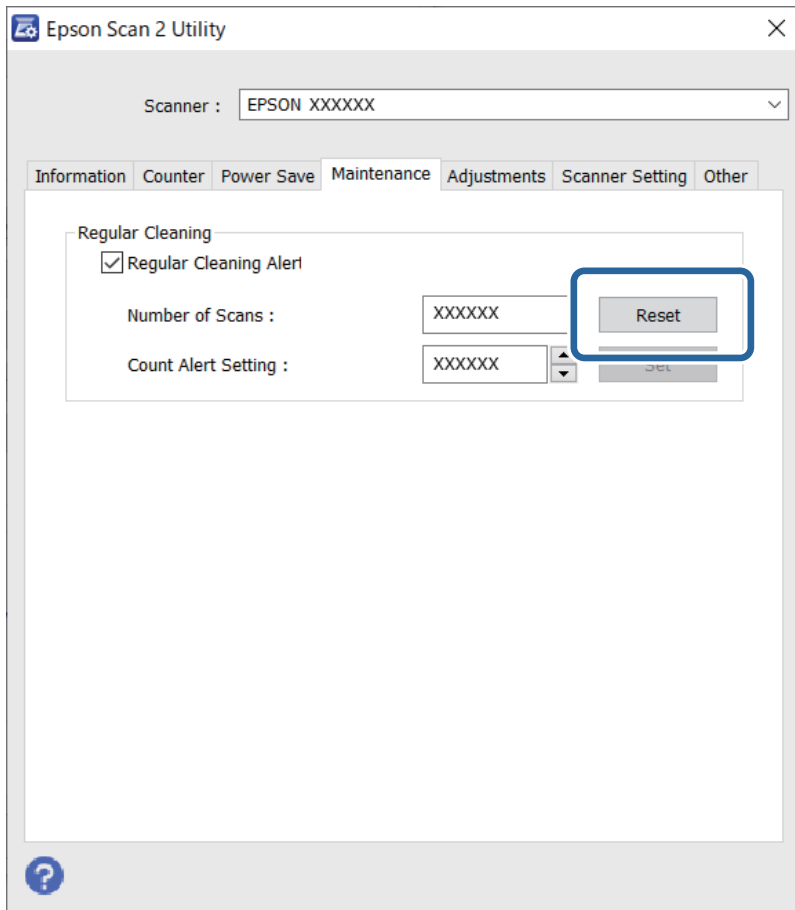 Epson Scan 2 Utility
Scanner : EPSON XXXXXX
Information Counter Power Save Maintenance Adjustments Scanner Setting Other
Regular Cleaning
Regular Cleaning Alert
Number of Scans : XXXXXX Reset
Count Alert Setting : XXXXXX Set
?